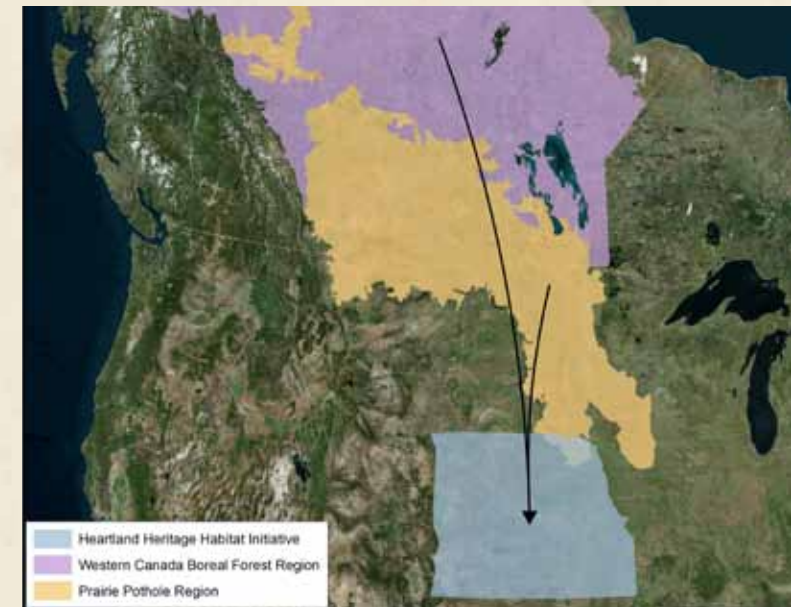 Heartland Heritage Habitat Initiative
Western Canada Boreal Forest Region
Prairie Pothole Region